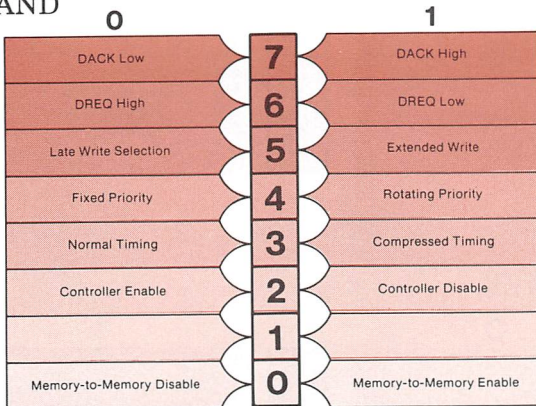 AND
0 1
DACK Low 7 DACK High
DREQ High 6 DREQ Low
Late Write Selection 5 Extended Write
Fixed Priority 4 Rotating Priority
Normal Timing 3 Compressed Timing
Controller Enable 2 Controller Disable
1
Memory-to-Memory Disable 0 Memory-to-Memory Enable